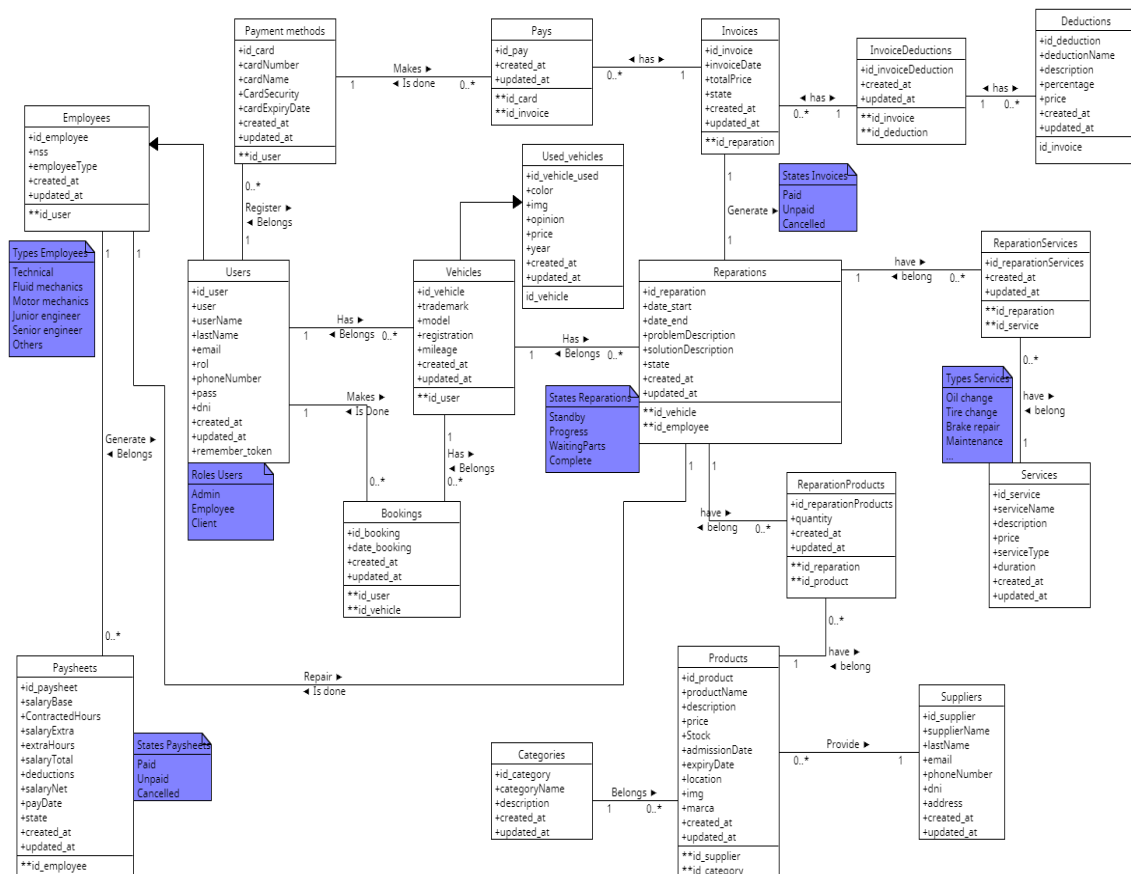 Payment methods
+id_card
+cardNumber
+cardName
+CardSecurity
+cardExpiryDate
+created_at
+updated_at
**id_user
Makes ►
◄ Is done
1
0..*
Pays
+id_pay
+created_at
+updated_at
**id_card
**id_invoice
◄ has ►
0..*
1
Invoices
+id_invoice
+invoiceDate
+totalPrice
+state
+created_at
+updated_at
**id_reparation
◄ has ►
0..*
1
InvoiceDeductions
+id_invoiceDeduction
+created_at
+updated_at
**id_invoice
**id_deduction
◄ has ►
1
0..*
Deductions
+id_deduction
+deductionName
+description
+percentage
+price
+created_at
+updated_at
id_invoice
Employees
+id_employee
+nss
+employeeType
+created_at
+updated_at
**id_user
Types Employees
Technical
Fluid mechanics
Motor mechanics
Junior engineer
Senior engineer
Others
1
1
0..*
Register ►
◄ Belongs
1
Used_vehicles
+id_vehicle_used
+color
+img
+opinion
+price
+year
+created_at
+updated_at
id_vehicle
States Invoices
Paid
Unpaid
Cancelled
1
Generate ►
1
Users
+id_user
+user
+userName
+lastName
+email
+rol
+phoneNumber
+pass
+dni
+created_at
+updated_at
+remember_token
Roles Users
Admin
Employee
Client
Has ►
1
◄ Belongs
0..*
Vehicles
+id_vehicle
+trademark
+model
+registration
+mileage
+created_at
+updated_at
**id_user
Has ►
1
◄ Belongs
0..*
Reparations
+id_reparation
+date_start
+date_end
+problemDescription
+solutionDescription
+state
+created_at
+updated_at
**id_vehicle
**id_employee
States Reparations
Standby
Progress
WaitingParts
Complete
have ►
1
◄ belong
0..*
ReparationServices
+id_reparationServices
+created_at
+updated_at
**id_reparation
**id_service
0..*
have ►
◄ belong
1
Types Services
Oil change
Tire change
Brake repair
Maintenance
...
Services
+id_service
+serviceName
+description
+price
+serviceType
+duration
+created_at
+updated_at
Makes ►
1
◄ Is Done
0..*
1
Has ►
◄ Belongs
0..*
Bookings
+id_booking
+date_booking
+created_at
+updated_at
**id_user
**id_vehicle
Generate ►
◄ Belongs
0..*
1
1
have ►
◄ belong
0..*
ReparationProducts
+id_reparationProducts
+quantity
+created_at
+updated_at
**id_reparation
**id_product
0..*
have ►
1
◄ belong
Repair ►
◄ Is done
Paysheets
+id_paysheet
+salaryBase
+ContractedHours
+salaryExtra
+extraHours
+salaryTotal
+deductions
+salaryNet
+payDate
+state
+created_at
+updated_at
**id_employee
States Paysheets
Paid
Unpaid
Cancelled
Categories
+id_category
+categoryName
+description
+created_at
+updated_at
Belongs ►
1
0..*
Products
+id_product
+productName
+description
+price
+Stock
+admissionDate
+expiryDate
+location
+img
+marca
+created_at
+updated_at
**id_supplier
**id_category
Provide ►
0..*
1
Suppliers
+id_supplier
+supplierName
+lastName
+email
+phoneNumber
+dni
+address
+created_at
+updated_at